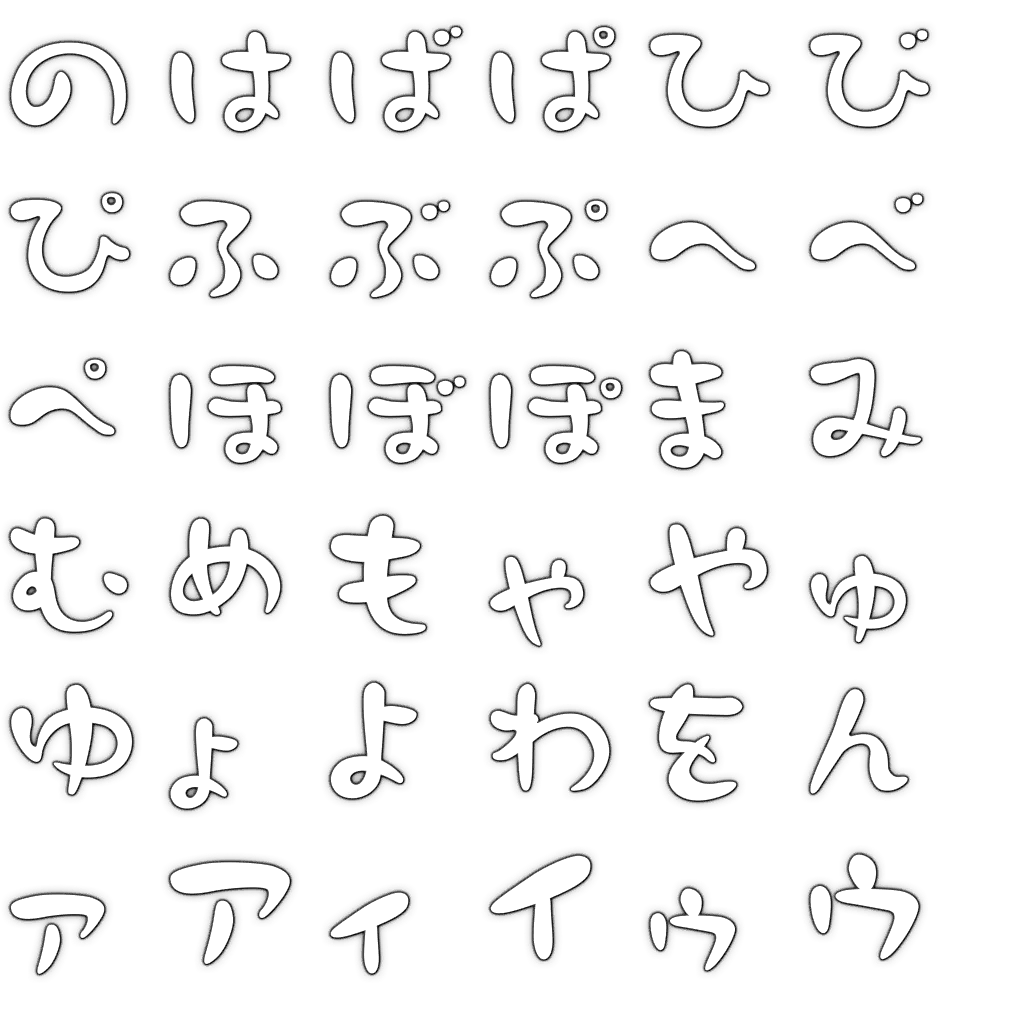 のはばぱひび
ぴふぶぷへべ
ぺほぼぽまみ
むめもゃやゅ
ゆょよわをん
ァアィイゥウ